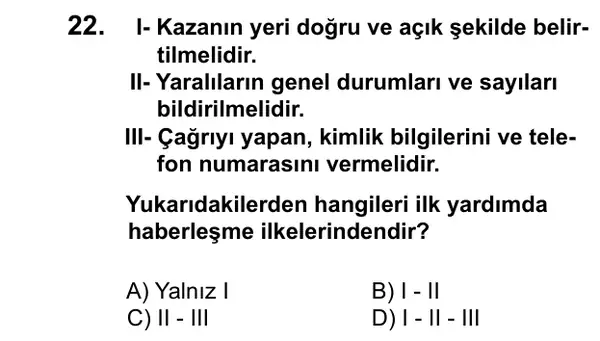 22. I- Kazanın yeri doğru ve açık şekilde belir-
tilmelidir.
II- Yaralıların genel durumları ve sayıları
bildirilmelidir.
III- Çağrıyı yapan, kimlik bilgilerini ve tele-
fon numarasını vermelidir.
Yukarıdakilerden hangileri ilk yardımda
haberleşme ilkelerindendir?
A) Yalnız I B) I - II
C) II - III D) I - II - III